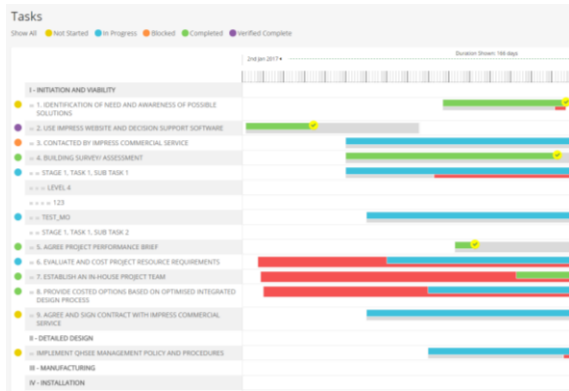 Tasks
Show All Not Started In Progress Blocked Completed Verified Complete
2nd Jan 2017 Duration Shown: 166 days
I - INITIATION AND VIABILITY
1. IDENTIFICATION OF NEED AND AWARENESS OF POSSIBLE
SOLUTIONS
2. USE IMPRESS WEBSITE AND DECISION SUPPORT SOFTWARE
3. CONTACTED BY IMPRESS COMMERCIAL SERVICE
4. BUILDING SURVEY/ ASSESSMENT
STAGE 1, TASK 1, SUB TASK 1
LEVEL 4
123
TEST_MO
STAGE 1, TASK 1, SUB TASK 2
5. AGREE PROJECT PERFORMANCE BRIEF
6. EVALUATE AND COST PROJECT RESOURCE REQUIREMENTS
7. ESTABLISH AN IN-HOUSE PROJECT TEAM
8. PROVIDE COSTED OPTIONS BASED ON OPTIMISED INTEGRATED
DESIGN PROCESS
9. AGREE AND SIGN CONTRACT WITH IMPRESS COMMERCIAL
SERVICE
II - DETAILED DESIGN
IMPLEMENT QHSEE MANAGEMENT POLICY AND PROCEDURES
III - MANUFACTURING
IV - INSTALLATION